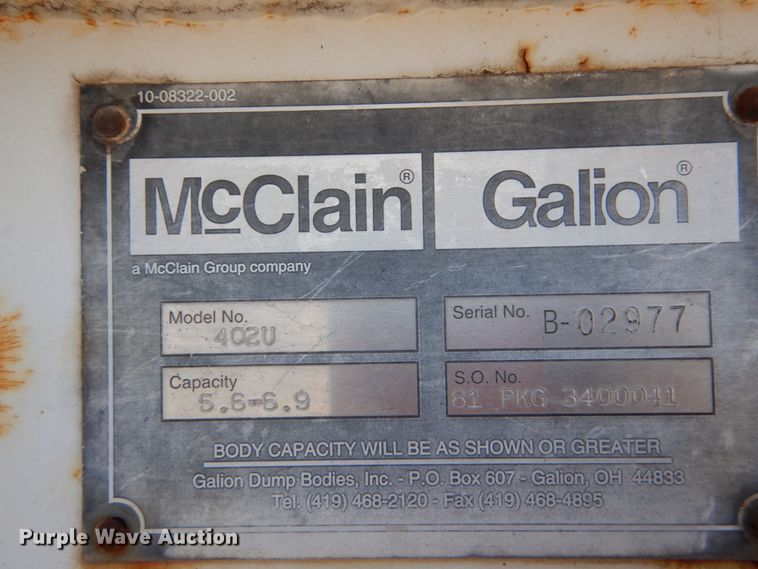 10-08322-002
McClain® Galion®
a McClain Group company
Model No. 402U
Serial No. B-02977
Capacity 5.6-6.9
S.O. No. 81 PKG 3400041
BODY CAPACITY WILL BE AS SHOWN OR GREATER
Galion Dump Bodies, Inc. - P.O. Box 607 - Galion, OH 44833
Tel. (419) 468-2120 - Fax (419) 468-4895
Purple Wave Auction